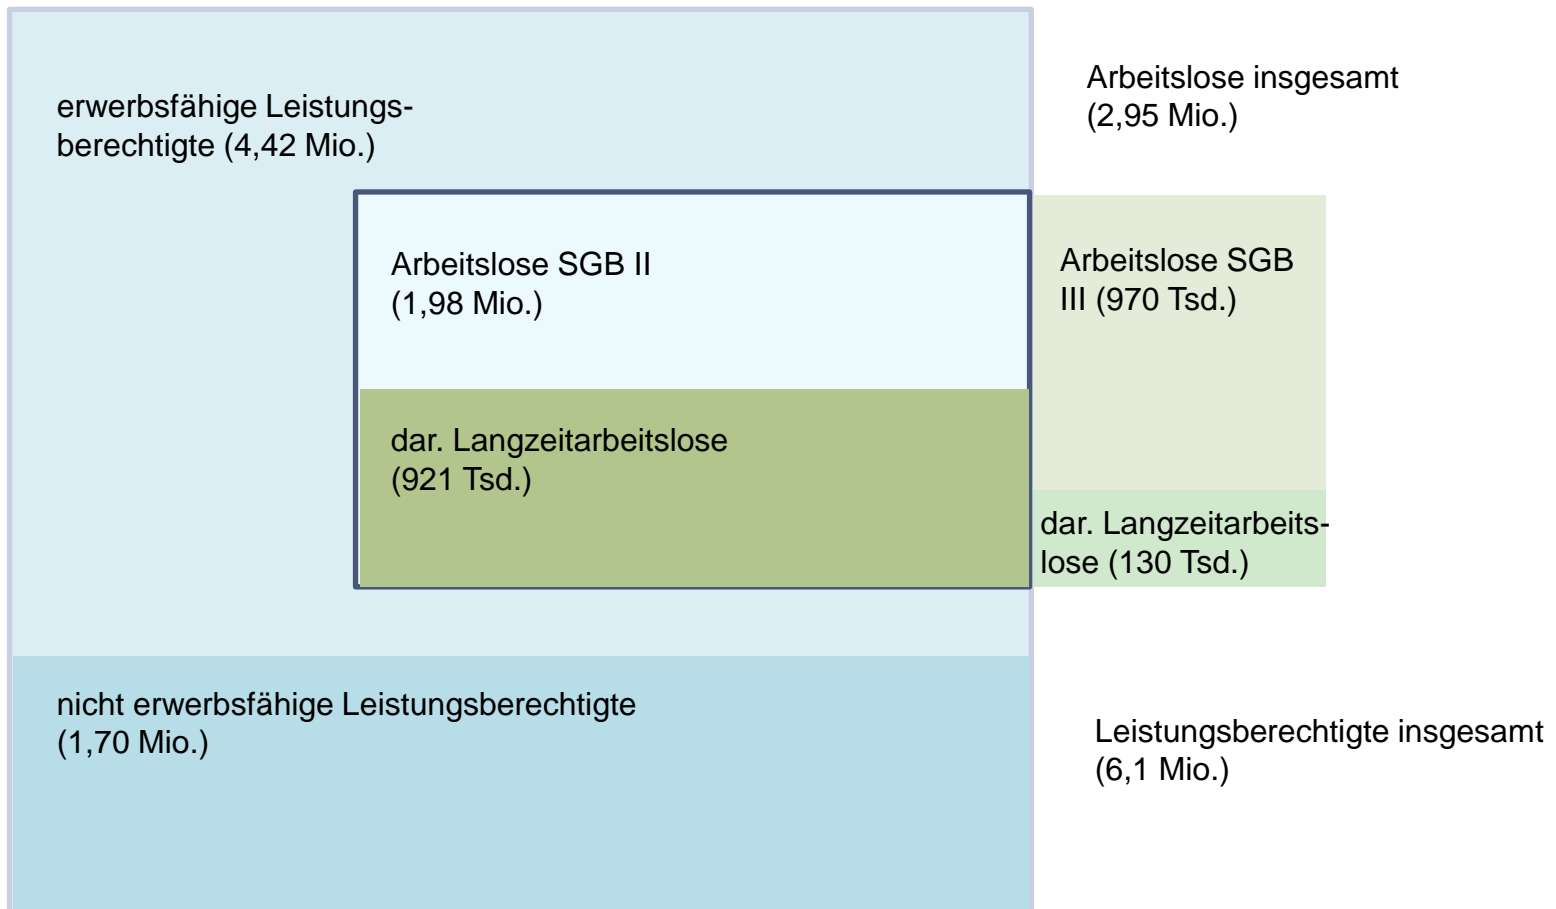 erwerbsfähige Leistungs-
berechtigte (4,42 Mio.)
Arbeitslose insgesamt
(2,95 Mio.)
Arbeitslose SGB II
(1,98 Mio.)
Arbeitslose SGB
III (970 Tsd.)
dar. Langzeitarbeitslose
(921 Tsd.)
dar. Langzeitarbeits-
lose (130 Tsd.)
nicht erwerbsfähige Leistungsberechtigte
(1,70 Mio.)
Leistungsberechtigte insgesamt
(6,1 Mio.)